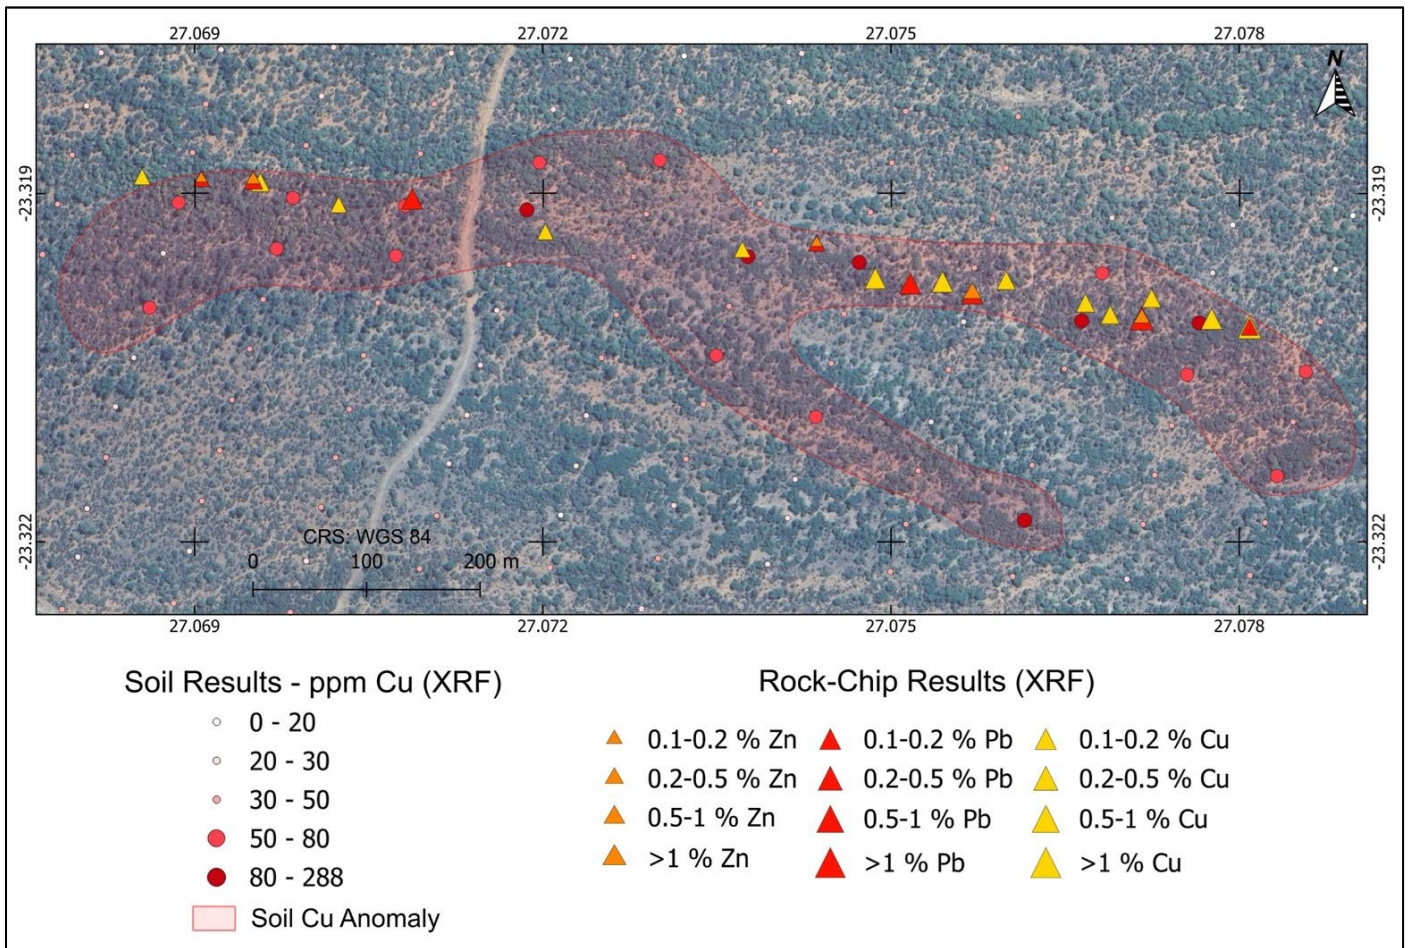 27.069 27.072 27.075 27.078
N
-23.319 -23.319
-23.322 -23.322
CRS: WGS 84
0 100 200 m
27.069 27.072 27.075 27.078
Soil Results - ppm Cu (XRF)
0 - 20
20 - 30
30 - 50
50 - 80
80 - 288
Soil Cu Anomaly
Rock-Chip Results (XRF)
0.1-0.2 % Zn 0.1-0.2 % Pb 0.1-0.2 % Cu
0.2-0.5 % Zn 0.2-0.5 % Pb 0.2-0.5 % Cu
0.5-1 % Zn 0.5-1 % Pb 0.5-1 % Cu
>1 % Zn >1 % Pb >1 % Cu